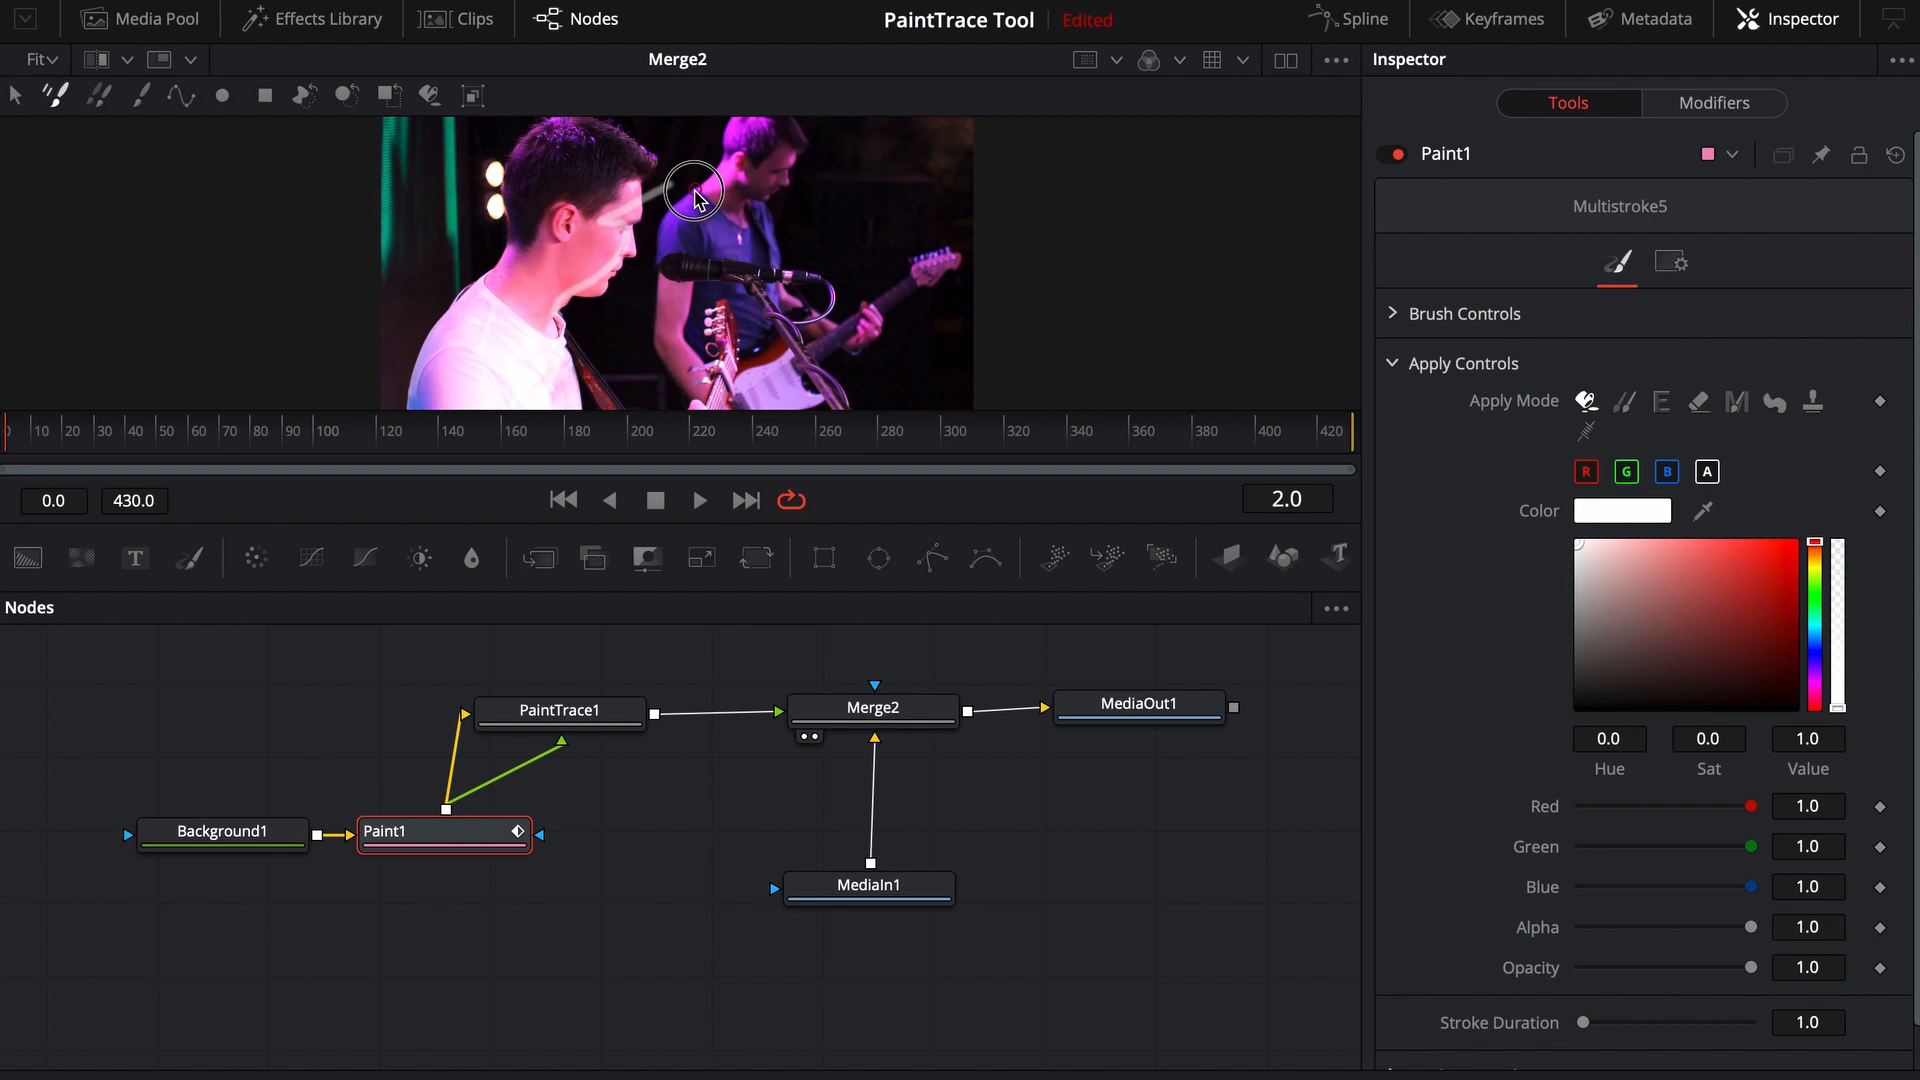 Media Pool
Effects Library
Clips
Nodes
PaintTrace Tool
Edited
Spline
Keyframes
Metadata
Inspector
Fit
Merge2
Inspector
Tools
Modifiers
Paint1
Multistroke5
Brush Controls
Apply Controls
Apply Mode
R G B A
Color
0.0 0.0 1.0
Hue Sat Value
Red 1.0
Green 1.0
Blue 1.0
Alpha 1.0
Opacity 1.0
Stroke Duration 1.0
10 20 30 40 50 60 70 80 90 100 120 140 160 180 200 220 240 260 280 300 320 340 360 380 400 420
0.0 430.0 2.0
Nodes
PaintTrace1
Merge2
MediaOut1
Background1
Paint1
MediaIn1